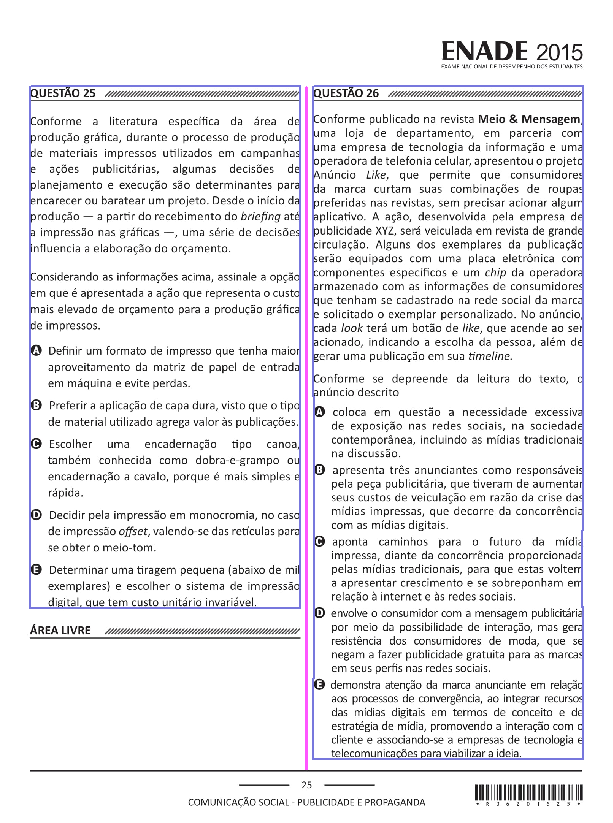 ENADE 2015
EXAME NACIONAL DE DESEMPENHO DOS ESTUDANTES
QUESTÃO 25
Conforme a literatura específica da área de
produção gráfica, durante o processo de produção
de materiais impressos utilizados em campanhas
e ações publicitárias, algumas decisões de
planejamento e execução são determinantes para
encarecer ou baratear um projeto. Desde o início da
produção — a partir do recebimento do briefing até
a impressão nas gráficas —, uma série de decisões
influencia a elaboração do orçamento.
Considerando as informações acima, assinale a opção
em que é apresentada a ação que representa o custo
mais elevado de orçamento para a produção gráfica
de impressos.
A Definir um formato de impresso que tenha maior
aproveitamento da matriz de papel de entrada
em máquina e evite perdas.
B Preferir a aplicação de capa dura, visto que o tipo
de material utilizado agrega valor às publicações.
C Escolher uma encadernação tipo canoa,
também conhecida como dobra-e-grampo ou
encadernação a cavalo, porque é mais simples e
rápida.
D Decidir pela impressão em monocromia, no caso
de impressão offset, valendo-se das retículas para
se obter o meio-tom.
E Determinar uma tiragem pequena (abaixo de mil
exemplares) e escolher o sistema de impressão
digital, que tem custo unitário invariável.
ÁREA LIVRE
QUESTÃO 26
Conforme publicado na revista Meio & Mensagem,
uma loja de departamento, em parceria com
uma empresa de tecnologia da informação e uma
operadora de telefonia celular, apresentou o projeto
Anúncio Like, que permite que consumidores
da marca curtam suas combinações de roupas
preferidas nas revistas, sem precisar acionar algum
aplicativo. A ação, desenvolvida pela empresa de
publicidade XYZ, será veiculada em revista de grande
circulação. Alguns dos exemplares da publicação
serão equipados com uma placa eletrônica com
componentes específicos e um chip da operadora
armazenado com as informações de consumidores
que tenham se cadastrado na rede social da marca
e solicitado o exemplar personalizado. No anúncio,
cada look terá um botão de like, que acende ao ser
acionado, indicando a escolha da pessoa, além de
gerar uma publicação em sua timeline.
Conforme se depreende da leitura do texto, o
anúncio descrito
A coloca em questão a necessidade excessiva
de exposição nas redes sociais, na sociedade
contemporânea, incluindo as mídias tradicionais
na discussão.
B apresenta três anunciantes como responsáveis
pela peça publicitária, que tiveram de aumentar
seus custos de veiculação em razão da crise das
mídias impressas, que decorre da concorrência
com as mídias digitais.
C aponta caminhos para o futuro da mídia
impressa, diante da concorrência proporcionada
pelas mídias tradicionais, para que estas voltem
a apresentar crescimento e se sobreponham em
relação à internet e às redes sociais.
D envolve o consumidor com a mensagem publicitária
por meio da possibilidade de interação, mas gera
resistência dos consumidores de moda, que se
negam a fazer publicidade gratuita para as marcas
em seus perfis nas redes sociais.
E demonstra atenção da marca anunciante em relação
aos processos de convergência, ao integrar recursos
das mídias digitais em termos de conceito e de
estratégia de mídia, promovendo a interação com o
cliente e associando-se a empresas de tecnologia e
telecomunicações para viabilizar a ideia.
25
COMUNICAÇÃO SOCIAL - PUBLICIDADE E PROPAGANDA